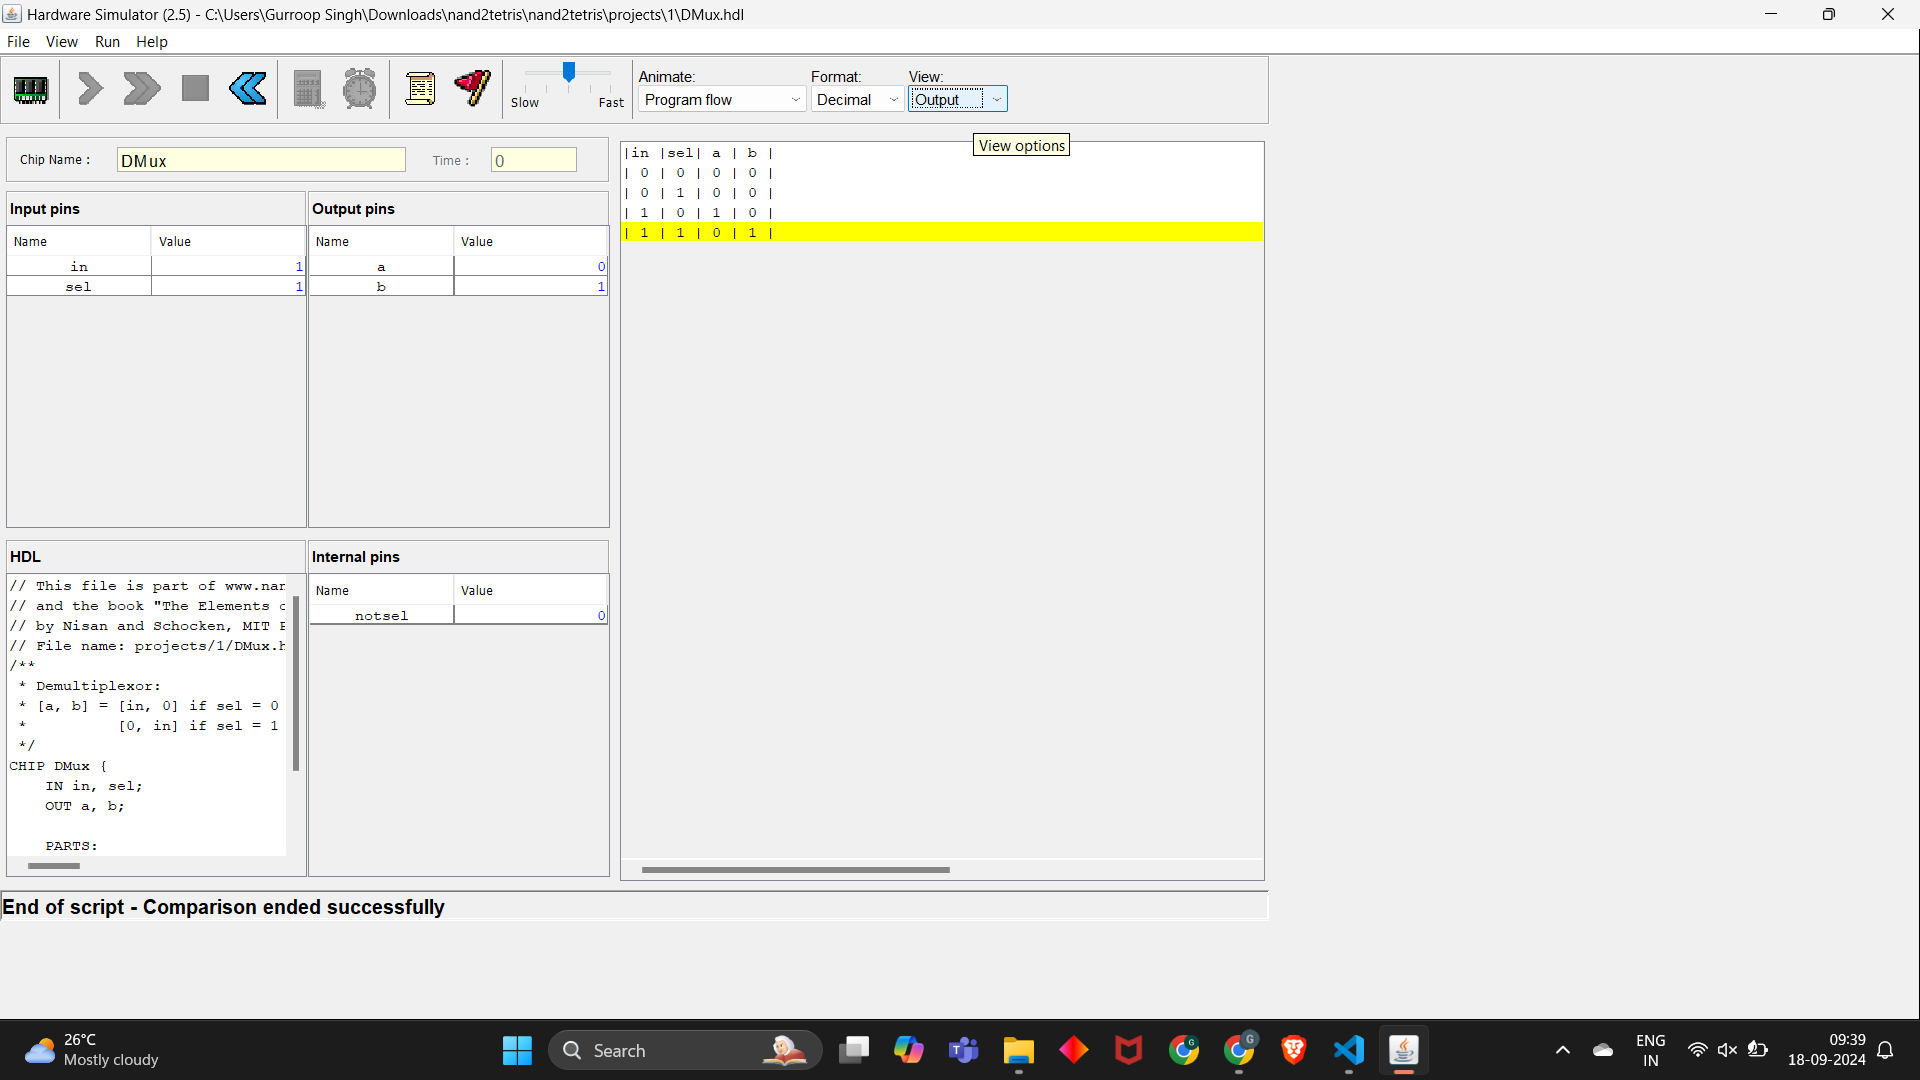 Hardware Simulator (2.5) - C:\Users\Gurroop Singh\Downloads\nand2tetris\nand2tetris\projects\1\DMux.hdl
File View Run Help
Slow Fast
Animate: Format: View:
Program flow Decimal Output
View options
Chip Name : DMux Time : 0
Input pins
Name Value
in 1
sel 1
Output pins
Name Value
a 0
b 1
|in |sel| a | b |
| 0 | 0 | 0 | 0 |
| 0 | 1 | 0 | 0 |
| 1 | 0 | 1 | 0 |
| 1 | 1 | 0 | 1 |
HDL
// This file is part of www.nan
// and the book "The Elements o
// by Nisan and Schocken, MIT P
// File name: projects/1/DMux.h
/**
* Demultiplexor:
* [a, b] = [in, 0] if sel = 0
* [0, in] if sel = 1
*/
CHIP DMux {
IN in, sel;
OUT a, b;
PARTS:
Internal pins
Name Value
notsel 0
End of script - Comparison ended successfully
26°C
Mostly cloudy
Search
ENG
IN
09:39
18-09-2024